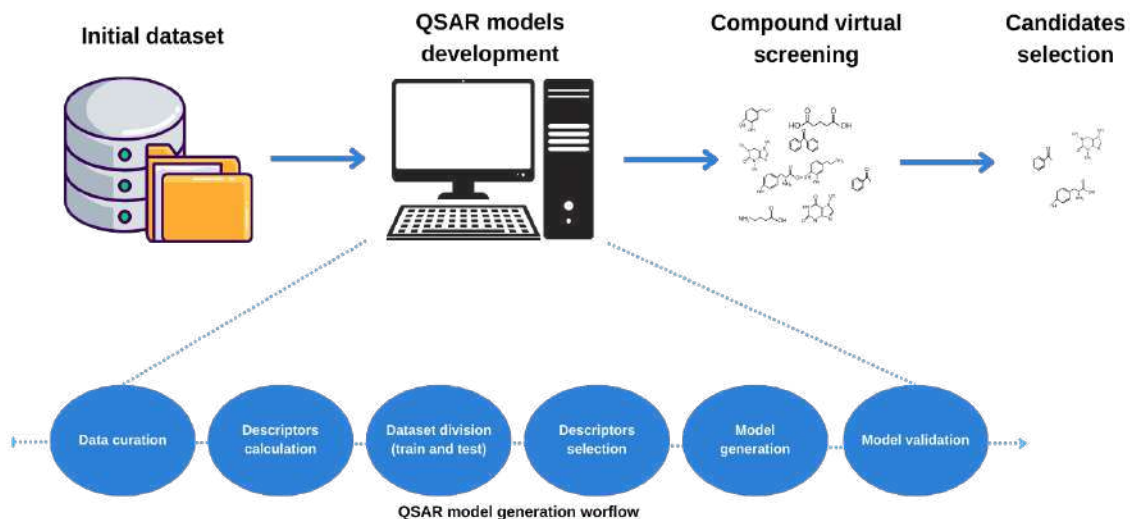 Initial dataset
QSAR models
development
Compound virtual
screening
Candidates
selection
Data curation
Descriptors
calculation
Dataset division
(train and test)
Descriptors
selection
Model
generation
Model validation
QSAR model generation worflow